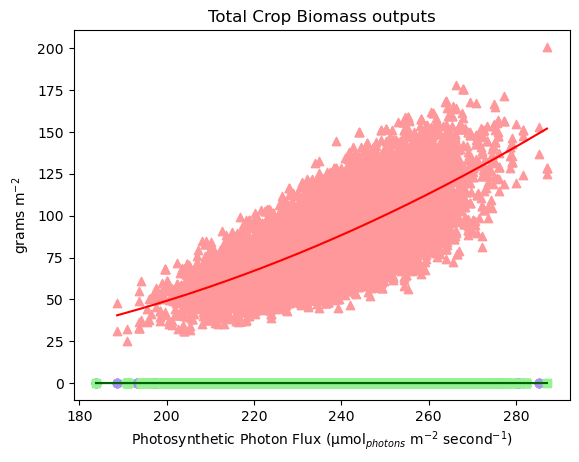 Total Crop Biomass outputs
200
175
150
125
100
75
50
25
0
grams m⁻²
180 200 220 240 260 280
Photosynthetic Photon Flux (μmol_photons m⁻² second⁻¹)